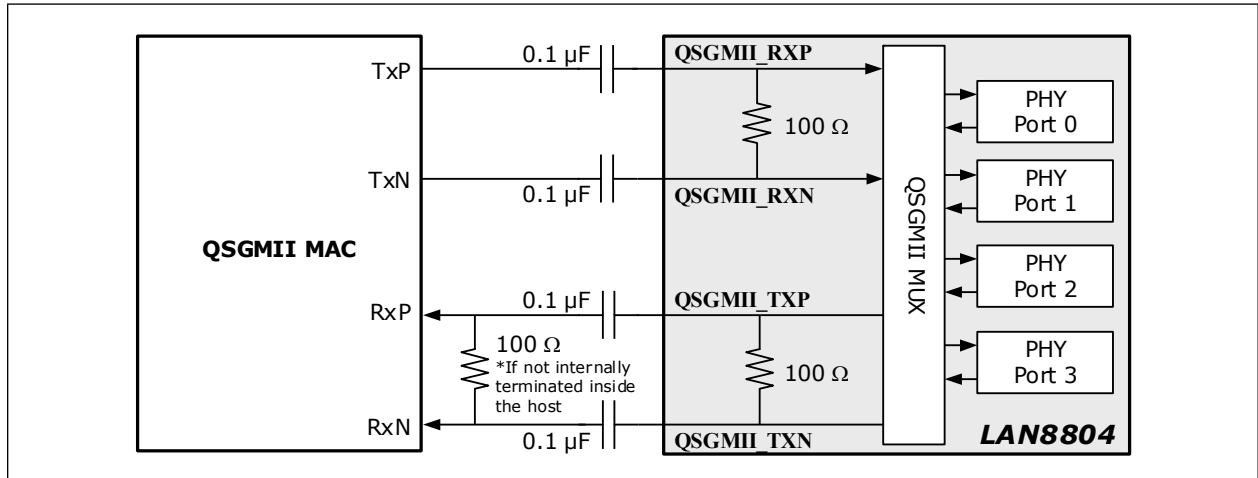 0.1 µF
QSGMII_RXP
TxP
100 Ω
PHY
Port 0
TxN
0.1 µF
QSGMII_RXN
PHY
Port 1
QSGMII MAC
QSGMII MUX
PHY
Port 2
RxP
0.1 µF
QSGMII_TXP
100 Ω
*If not internally
terminated inside
the host
100 Ω
PHY
Port 3
RxN
0.1 µF
QSGMII_TXN
LAN8804